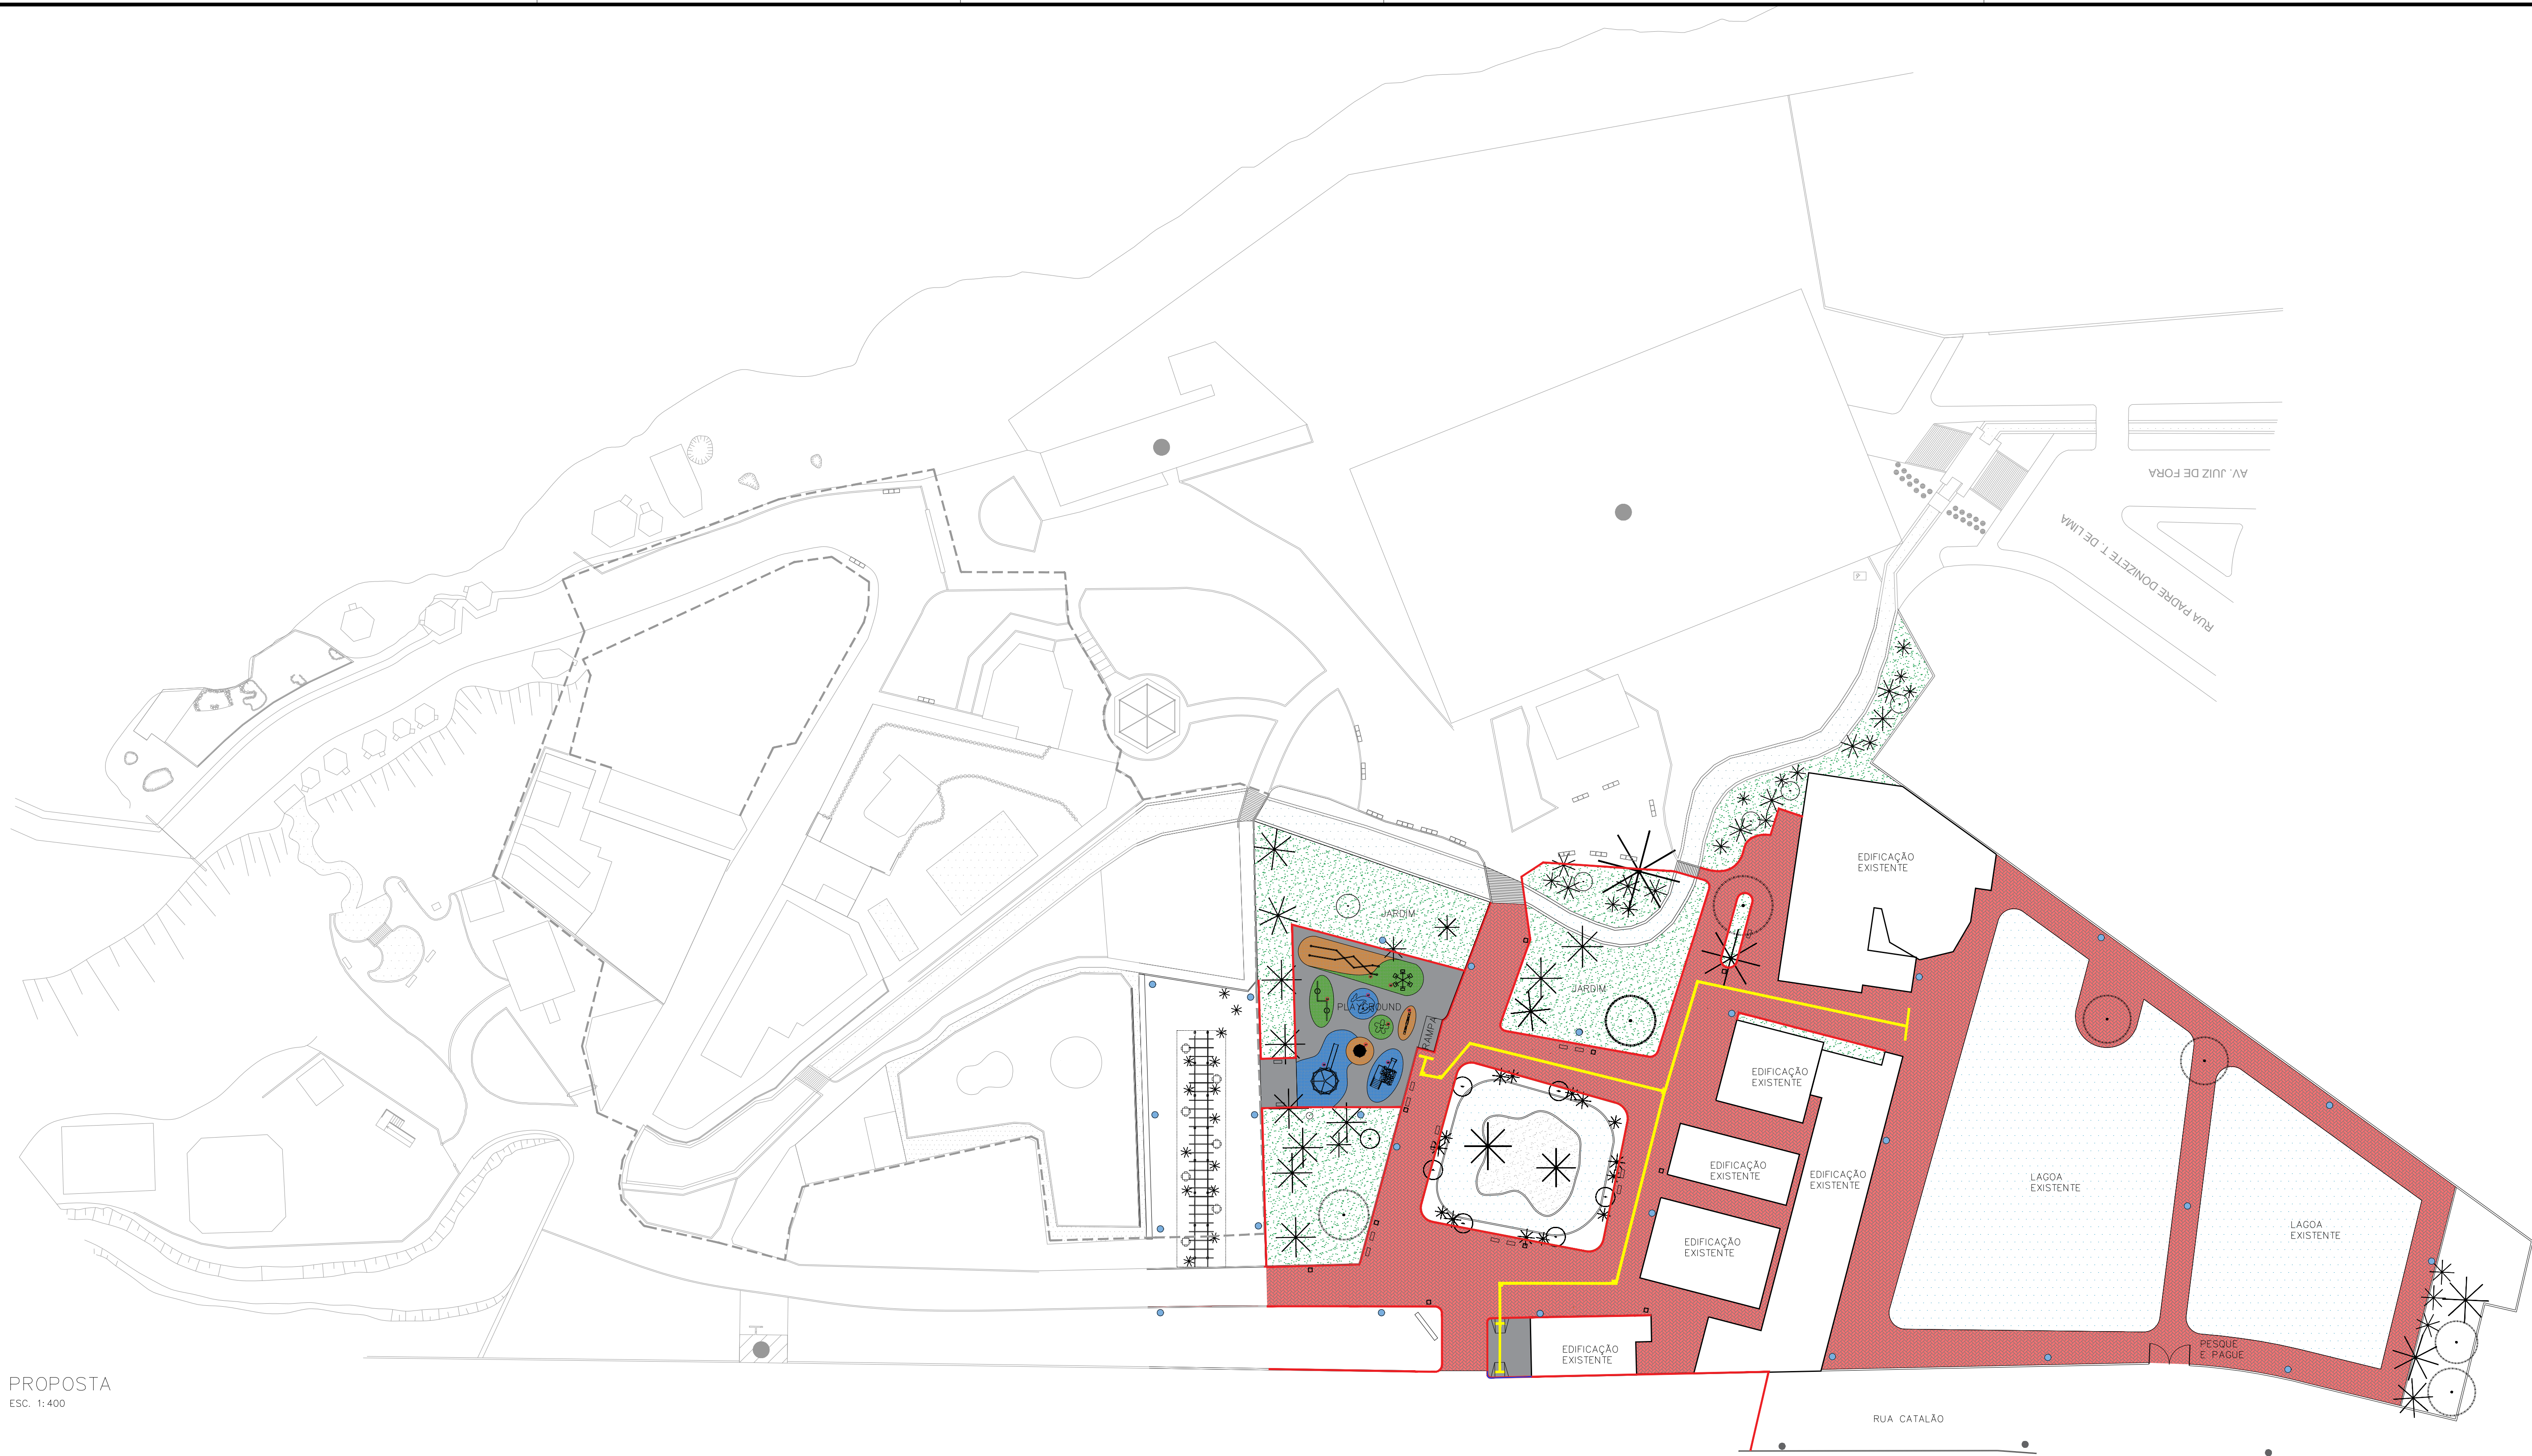 AV. JUIZ DE FORA
RUA PADRE DONIZETE T. DE LIMA
P
EDIFICAÇÃO
EXISTENTE
JARDIM
JARDIM
PLAYGROUND
RAMPA
EDIFICAÇÃO
EXISTENTE
EDIFICAÇÃO
EXISTENTE
EDIFICAÇÃO
EXISTENTE
LAGOA
EXISTENTE
LAGOA
EXISTENTE
EDIFICAÇÃO
EXISTENTE
EDIFICAÇÃO
EXISTENTE
PESQUE
E PAGUE
PROPOSTA
ESC. 1:400
RUA CATALÃO